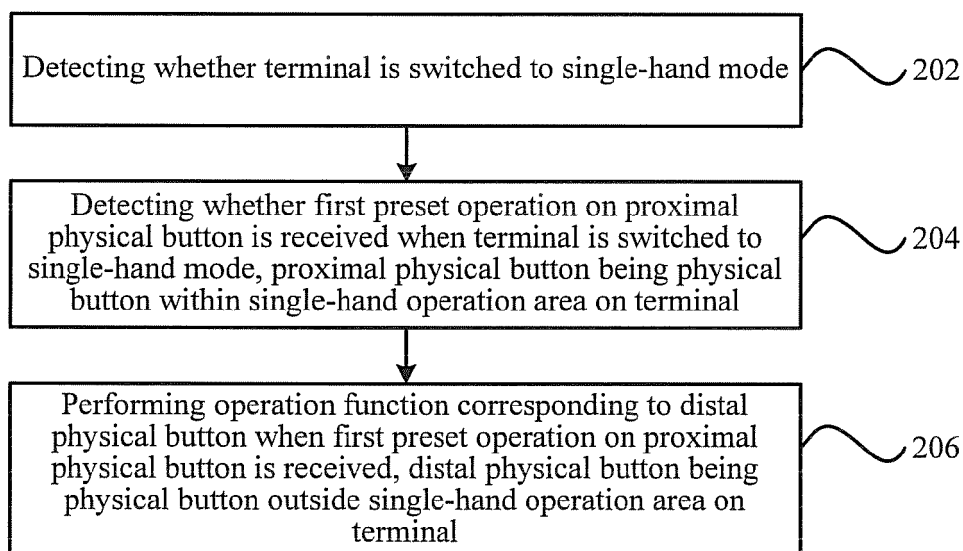 Detecting whether terminal is switched to single-hand mode
202
Detecting whether first preset operation on proximal
physical button is received when terminal is switched to
single-hand mode, proximal physical button being physical
button within single-hand operation area on terminal
204
Performing operation function corresponding to distal
physical button when first preset operation on proximal
physical button is received, distal physical button being
physical button outside single-hand operation area on
terminal
206